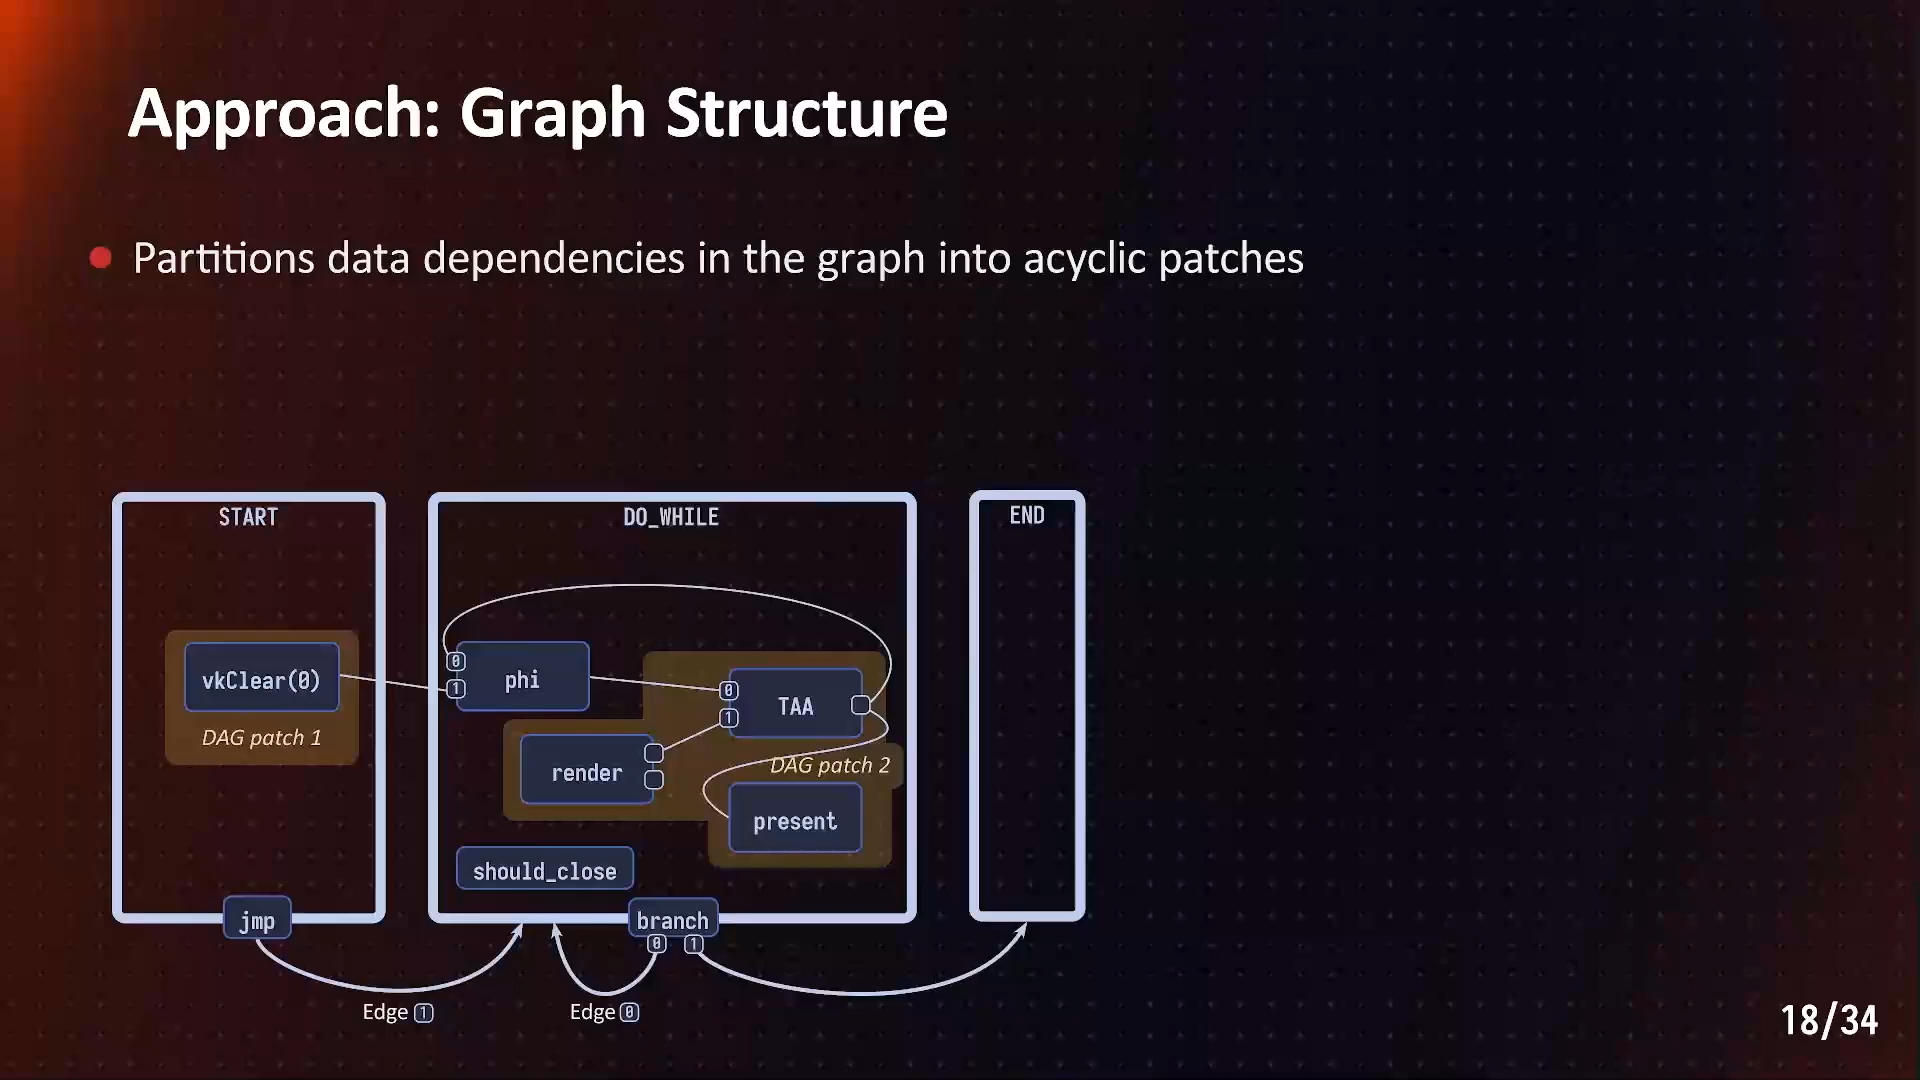 Approach: Graph Structure
Partitions data dependencies in the graph into acyclic patches
START
DO_WHILE
END
vkClear(0)
DAG patch 1
0
1
phi
0
1
TAA
render
DAG patch 2
present
should_close
jmp
branch
0 1
Edge 1
Edge 0
18/34